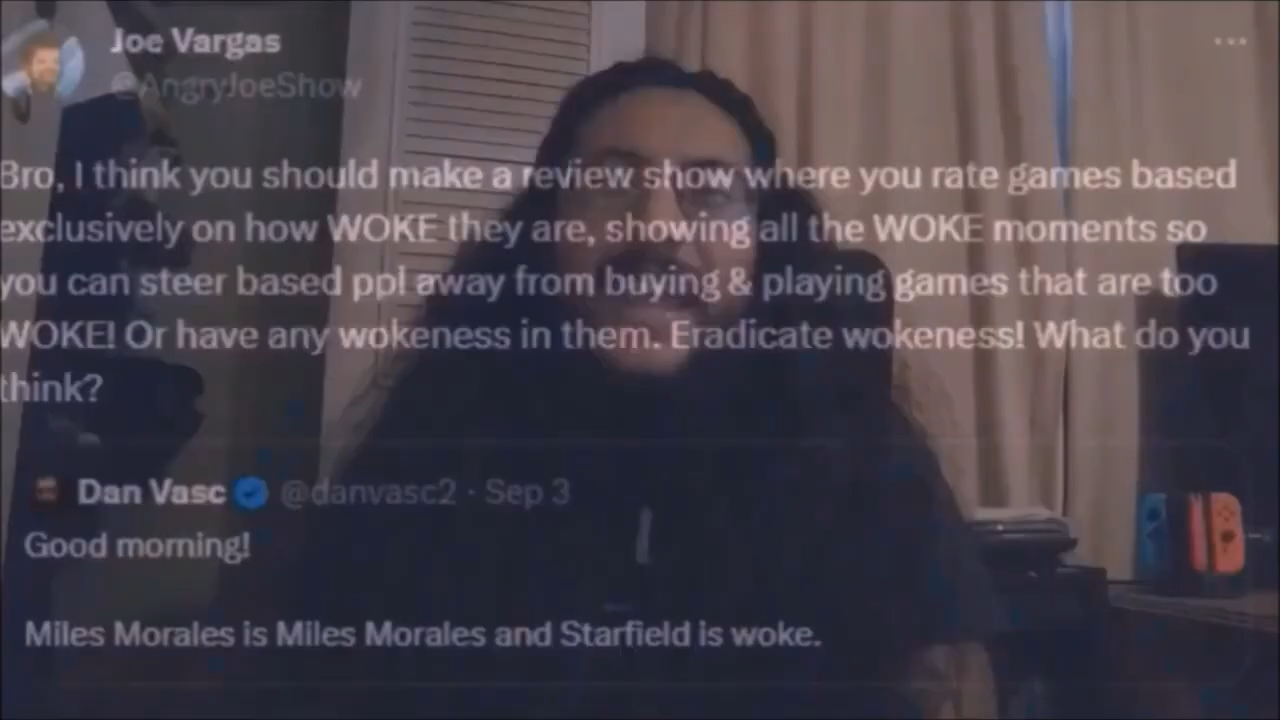 Joe Vargas
@AngryJoeShow
Bro, I think you should make a review show where you rate games based
exclusively on how WOKE they are, showing all the WOKE moments so
you can steer based ppl away from buying & playing games that are too
WOKE! Or have any wokeness in them. Eradicate wokeness! What do you
think?
Dan Vasc @danvasc2 · Sep 3
Good morning!
Miles Morales is Miles Morales and Starfield is woke.